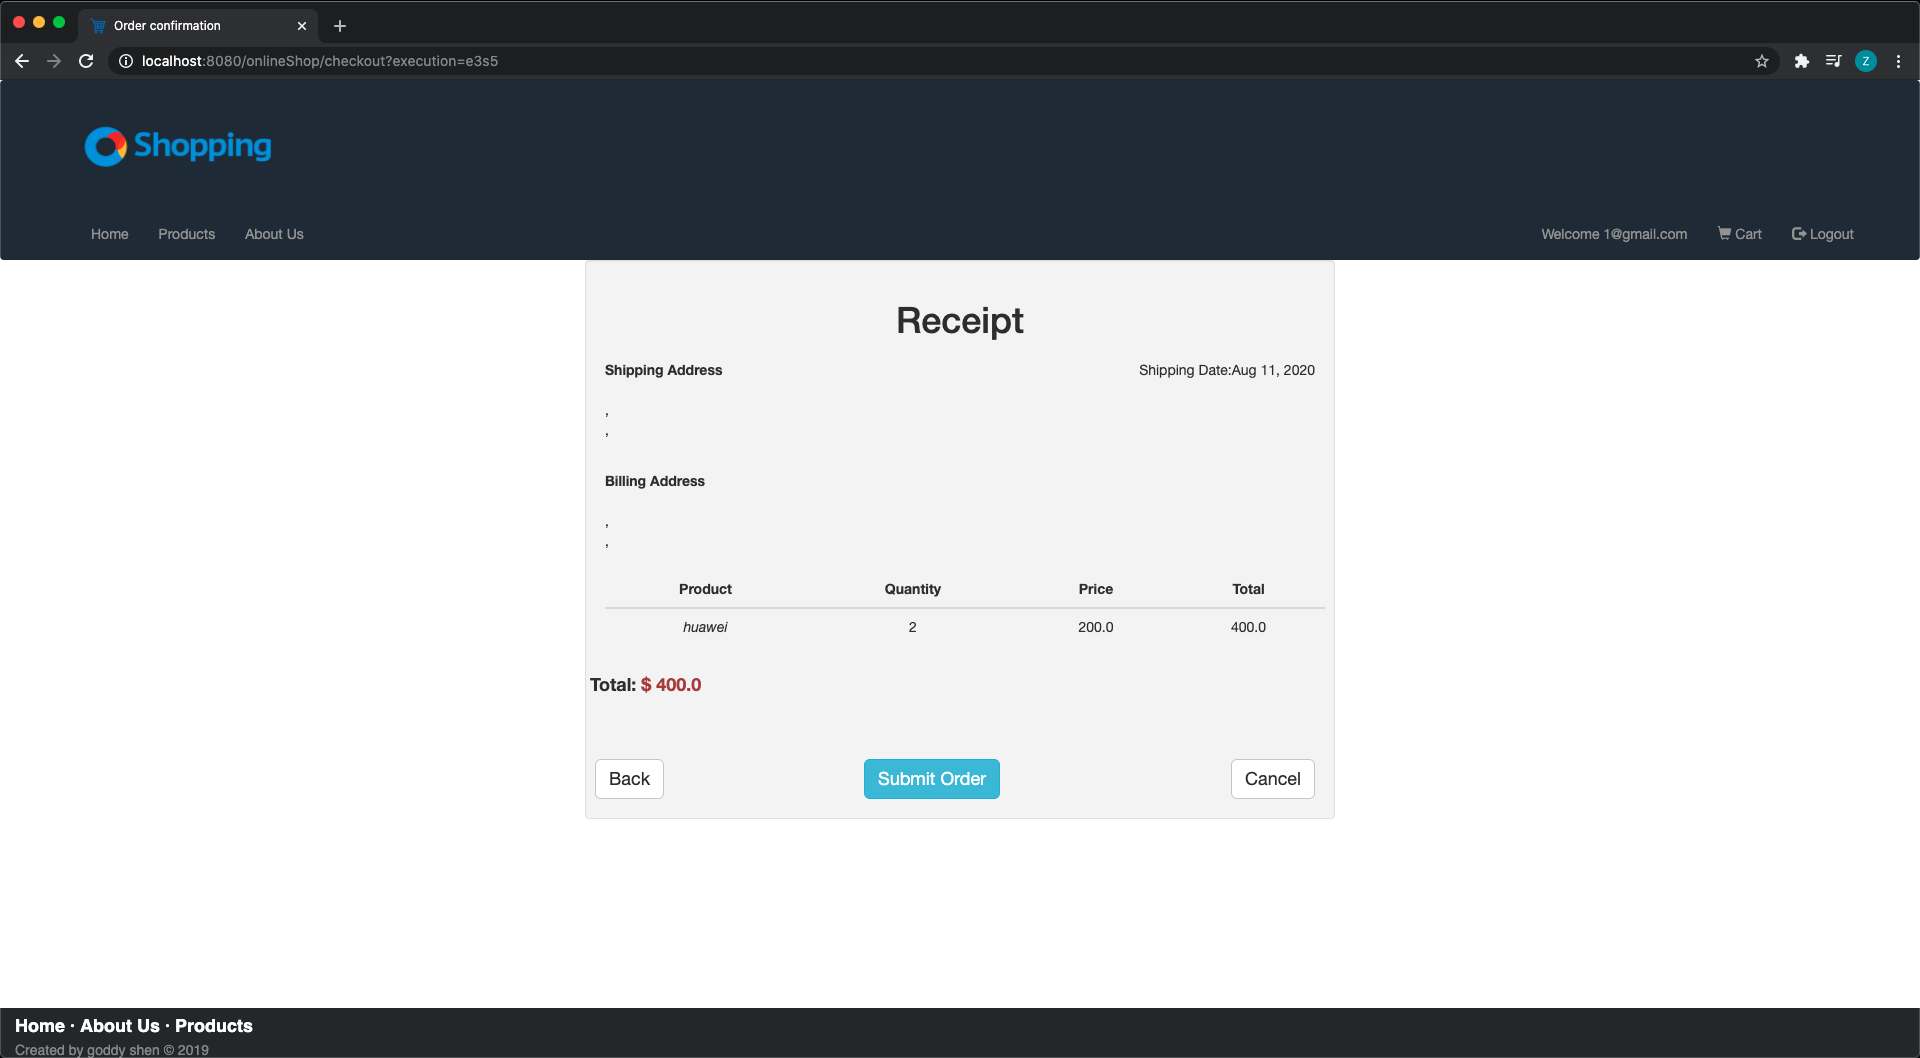 Order confirmation
localhost:8080/onlineShop/checkout?execution=e3s5
Z
Shopping
Home Products About Us Welcome 1@gmail.com Cart Logout
Receipt
Shipping Address Shipping Date:Aug 11, 2020
,
,
Billing Address
,
,
Product Quantity Price Total
huawei 2 200.0 400.0
Total: $ 400.0
Back Submit Order Cancel
Home · About Us · Products
Created by goddy shen © 2019